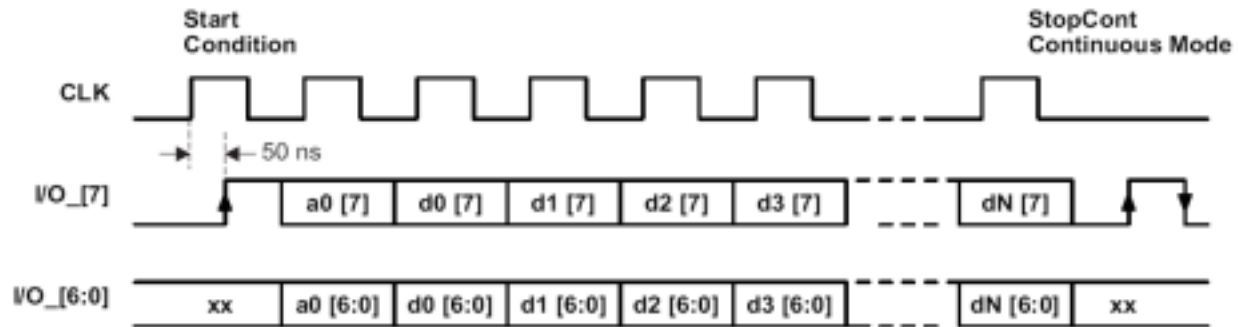 Start
Condition
StopCont
Continuous Mode
CLK
50 ns
I/O_[7]
a0 [7] d0 [7] d1 [7] d2 [7] d3 [7] dN [7]
I/O_[6:0]
xx a0 [6:0] d0 [6:0] d1 [6:0] d2 [6:0] d3 [6:0] dN [6:0] xx